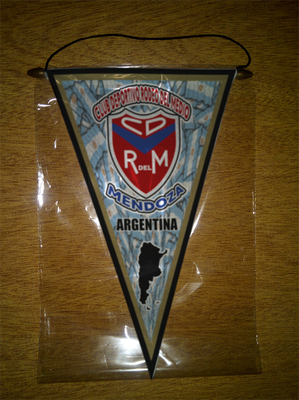 CLUB DEPORTIVO RODEO DEL MEDIO
CD
R DEL M
MENDOZA
ARGENTINA